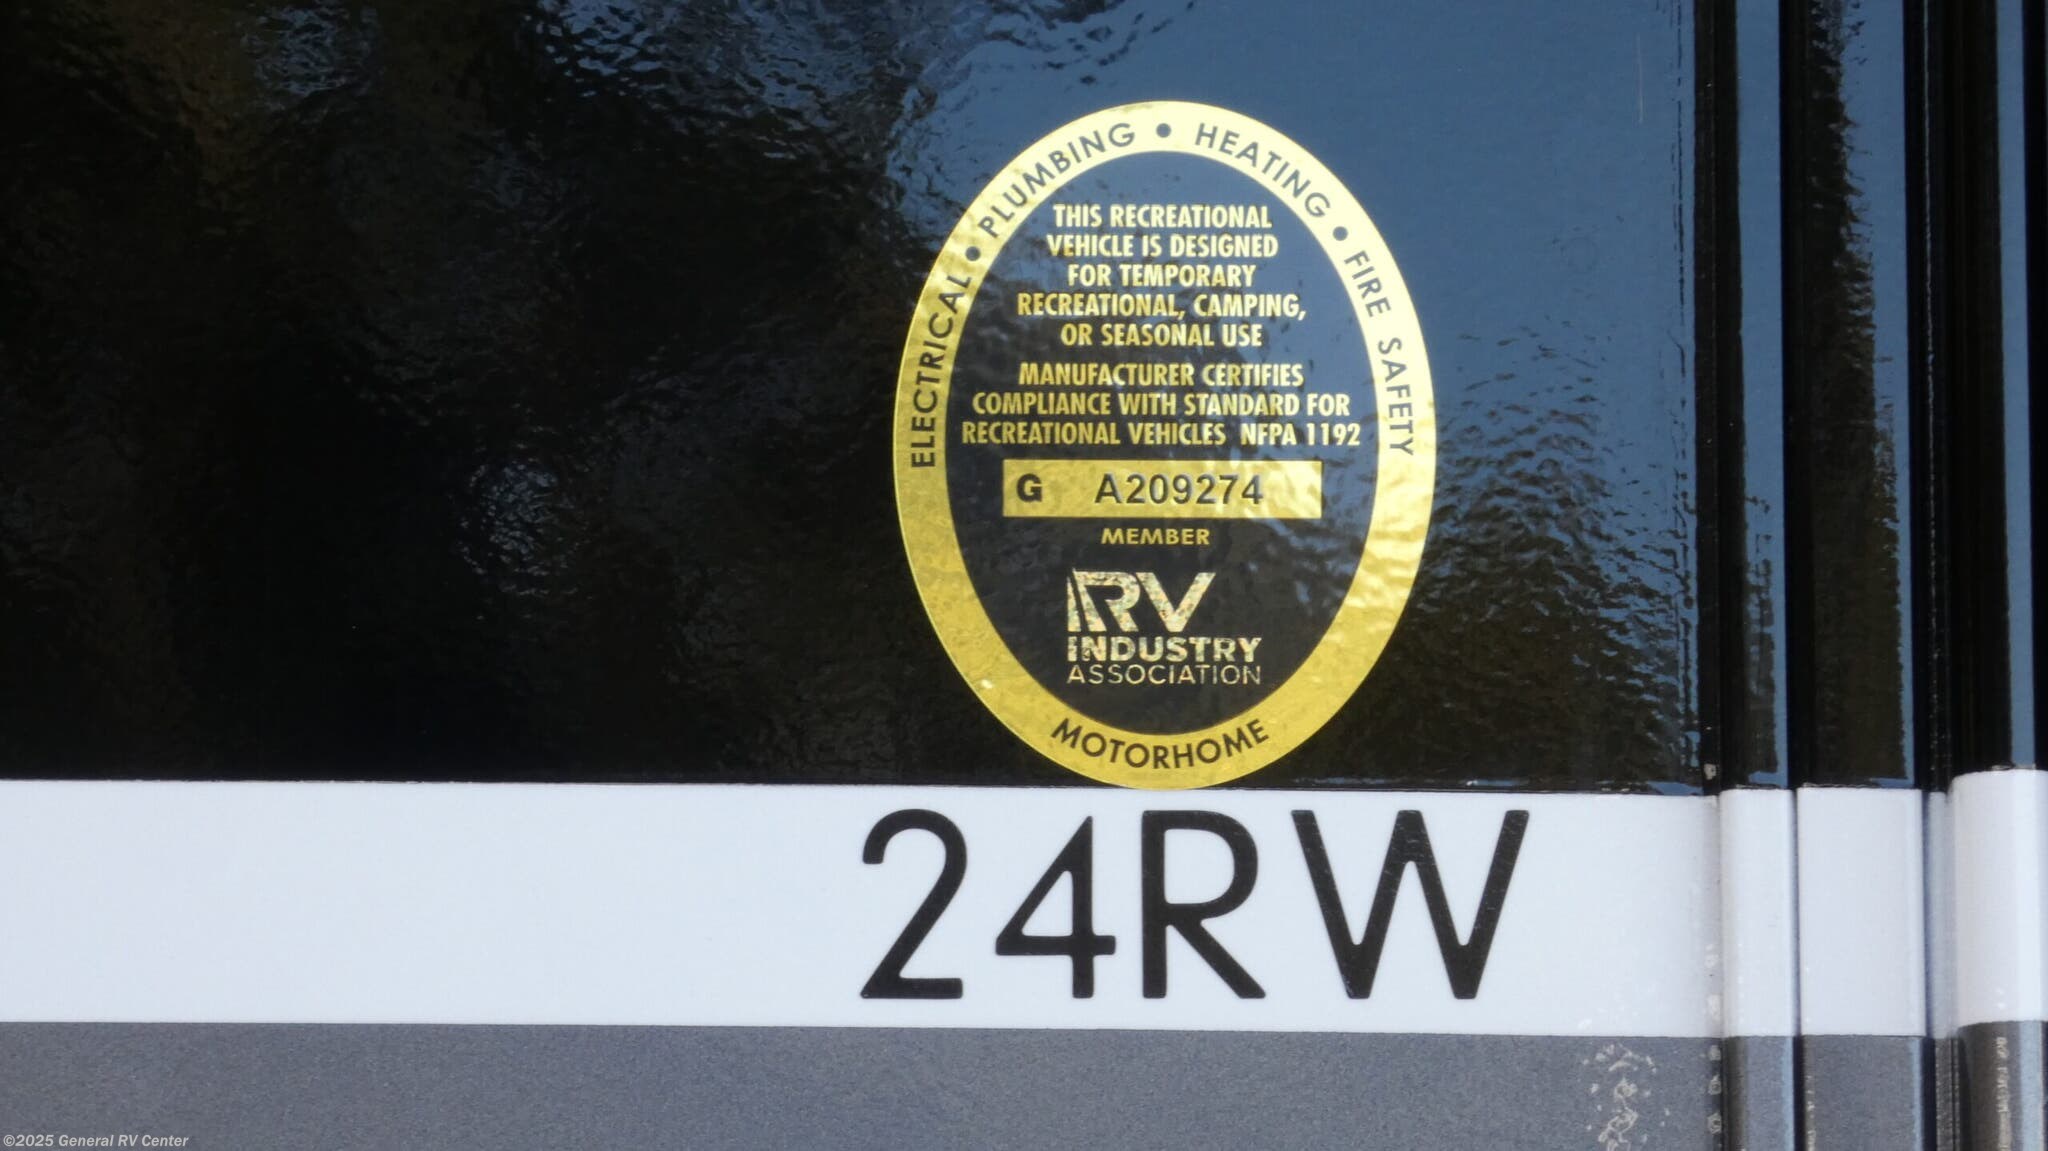 ELECTRICAL • PLUMBING • HEATING • FIRE SAFETY
THIS RECREATIONAL
VEHICLE IS DESIGNED
FOR TEMPORARY
RECREATIONAL, CAMPING,
OR SEASONAL USE
MANUFACTURER CERTIFIES
COMPLIANCE WITH STANDARD FOR
RECREATIONAL VEHICLES NFPA 1192
G A209274
MEMBER
RV
INDUSTRY
ASSOCIATION
MOTORHOME
24RW
©2025 General RV Center